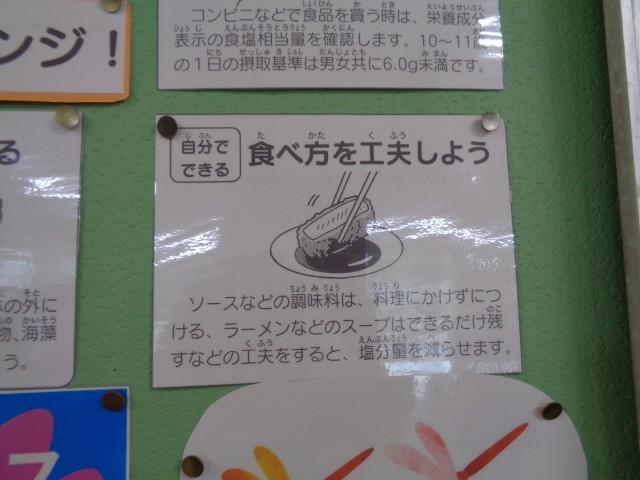 ンジ!
コンビニなどで食品を買う時は、栄養成分
表示の食塩相当量を確認します。10〜11歳
の1日の摂取基準は男女共に6.0g未満です。
自分で
できる
食べ方を工夫しよう
ソースなどの調味料は、料理にかけずにつ
ける、ラーメンなどのスープはできるだけ残
すなどの工夫をすると、塩分量を減らせます。
る
の外に
物、海藻
う。